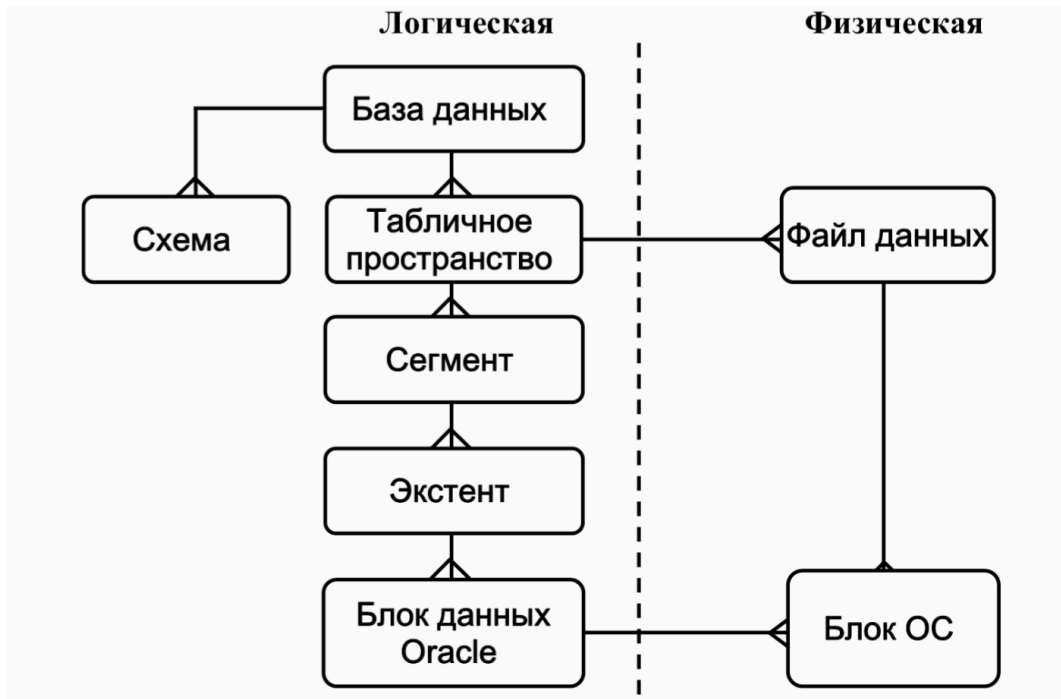 Логическая
Физическая
База данных
Схема
Табличное
пространство
Файл данных
Сегмент
Экстент
Блок данных
Oracle
Блок ОС